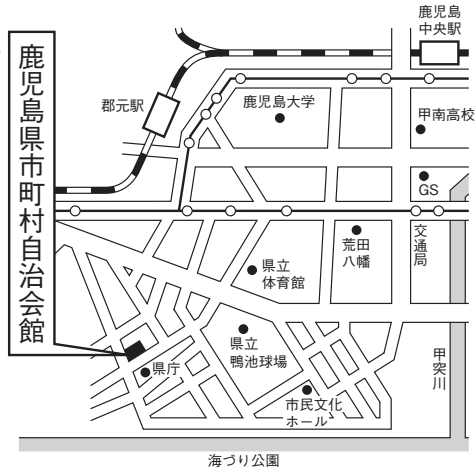 鹿児島
中央駅
鹿児島県市町村自治会館
郡元駅
鹿児島大学
甲南高校
GS
荒田
八幡
交通局
県立
体育館
県立
鴨池球場
県庁
市民文化
ホール
甲突川
海づり公園